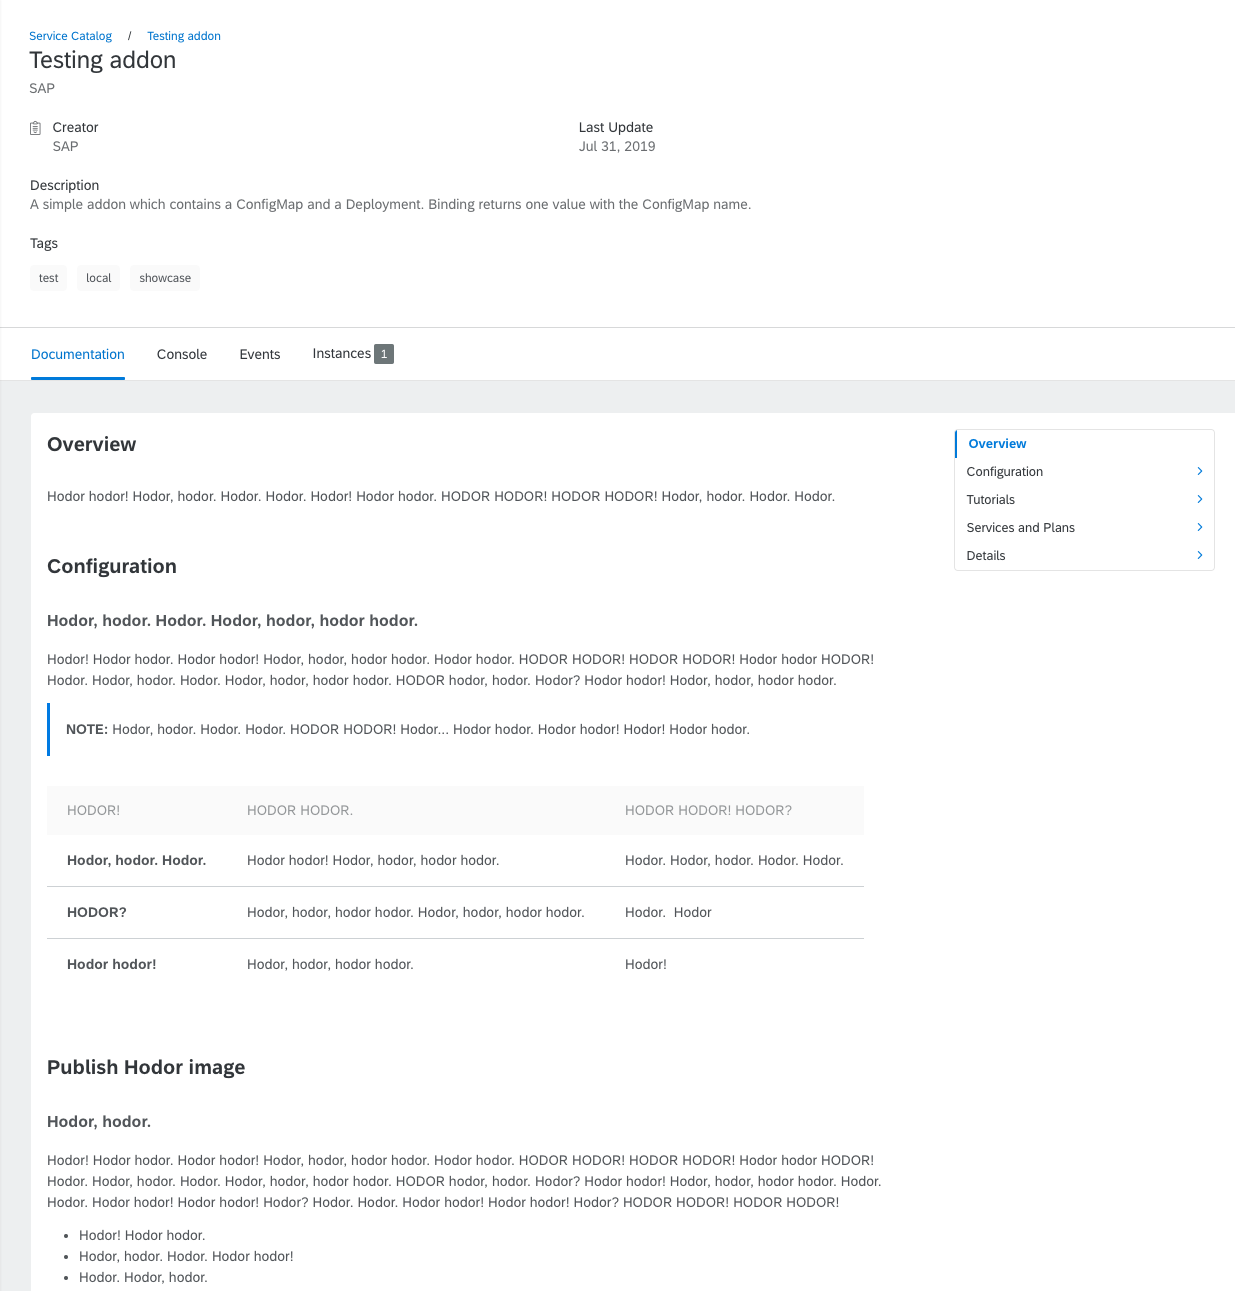 Service Catalog / Testing addon
Testing addon
SAP
Creator
SAP
Last Update
Jul 31, 2019
Description
A simple addon which contains a ConfigMap and a Deployment. Binding returns one value with the ConfigMap name.
Tags
test local showcase
Documentation Console Events Instances 1
Overview
Hodor hodor! Hodor, hodor. Hodor. Hodor. Hodor! Hodor hodor. HODOR HODOR! HODOR HODOR! Hodor, hodor. Hodor. Hodor.
Configuration
Hodor, hodor. Hodor. Hodor, hodor, hodor hodor.
Hodor! Hodor hodor. Hodor hodor! Hodor, hodor, hodor hodor. Hodor hodor. HODOR HODOR! HODOR HODOR! Hodor hodor HODOR!
Hodor. Hodor, hodor. Hodor. Hodor, hodor, hodor hodor. HODOR hodor, hodor. Hodor? Hodor hodor! Hodor, hodor, hodor hodor.
NOTE: Hodor, hodor. Hodor. Hodor. HODOR HODOR! Hodor... Hodor hodor. Hodor hodor! Hodor! Hodor hodor.
HODOR! HODOR HODOR. HODOR HODOR! HODOR?
Hodor, hodor. Hodor. Hodor hodor! Hodor, hodor, hodor hodor. Hodor. Hodor, hodor. Hodor. Hodor.
HODOR? Hodor, hodor, hodor hodor. Hodor, hodor, hodor hodor. Hodor. Hodor
Hodor hodor! Hodor, hodor, hodor hodor. Hodor!
Publish Hodor image
Hodor, hodor.
Hodor! Hodor hodor. Hodor hodor! Hodor, hodor, hodor hodor. Hodor hodor. HODOR HODOR! HODOR HODOR! Hodor hodor HODOR!
Hodor. Hodor, hodor. Hodor. Hodor, hodor, hodor hodor. HODOR hodor, hodor. Hodor? Hodor hodor! Hodor, hodor, hodor hodor. Hodor.
Hodor. Hodor hodor! Hodor hodor! Hodor? Hodor. Hodor. Hodor hodor! Hodor hodor! Hodor? HODOR HODOR! HODOR HODOR!
• Hodor! Hodor hodor.
• Hodor, hodor. Hodor. Hodor hodor!
• Hodor. Hodor, hodor.
Overview
Configuration
Tutorials
Services and Plans
Details